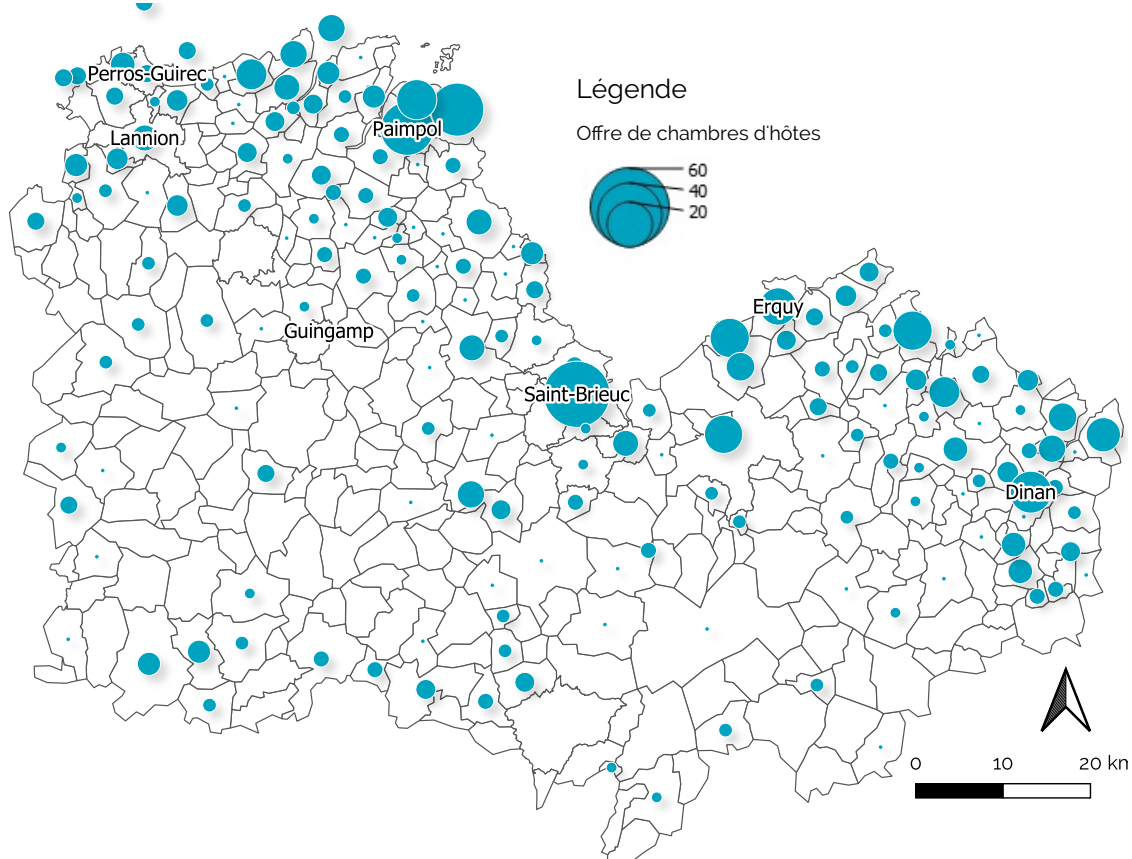 Perros-Guirec
Lannion
Paimpol
Légende
Offre de chambres d'hôtes
60
40
20
Erquy
Guingamp
Saint-Brieuc
Dinan
0 10 20 km